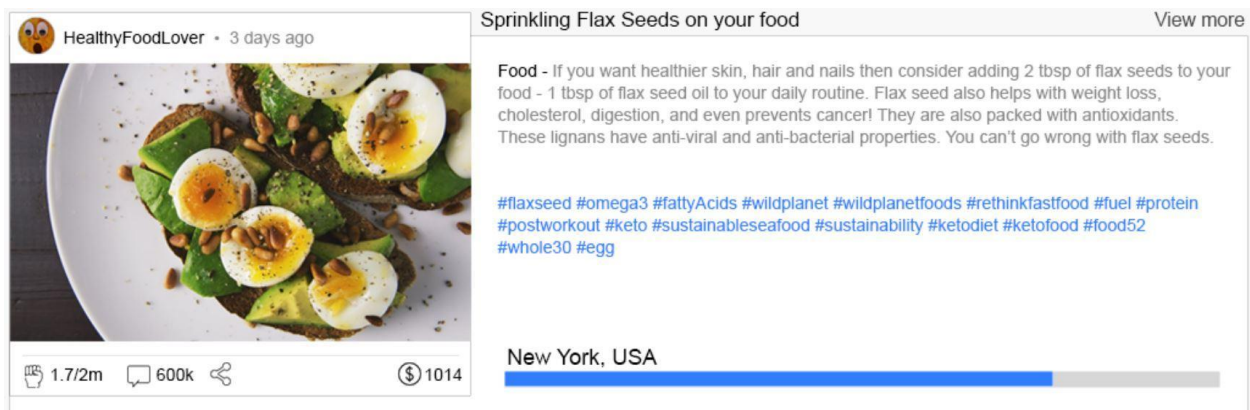 Sprinkling Flax Seeds on your food
View more
HealthyFoodLover • 3 days ago
Food - If you want healthier skin, hair and nails then consider adding 2 tbsp of flax seeds to your
food - 1 tbsp of flax seed oil to your daily routine. Flax seed also helps with weight loss,
cholesterol, digestion, and even prevents cancer! They are also packed with antioxidants.
These lignans have anti-viral and anti-bacterial properties. You can't go wrong with flax seeds.
#flaxseed #omega3 #fattyAcids #wildplanet #wildplanetfoods #rethinkfastfood #fuel #protein
#postworkout #keto #sustainableseafood #sustainability #ketodiet #ketofood #food52
#whole30 #egg
New York, USA
1.7/2m 600k $ 1014